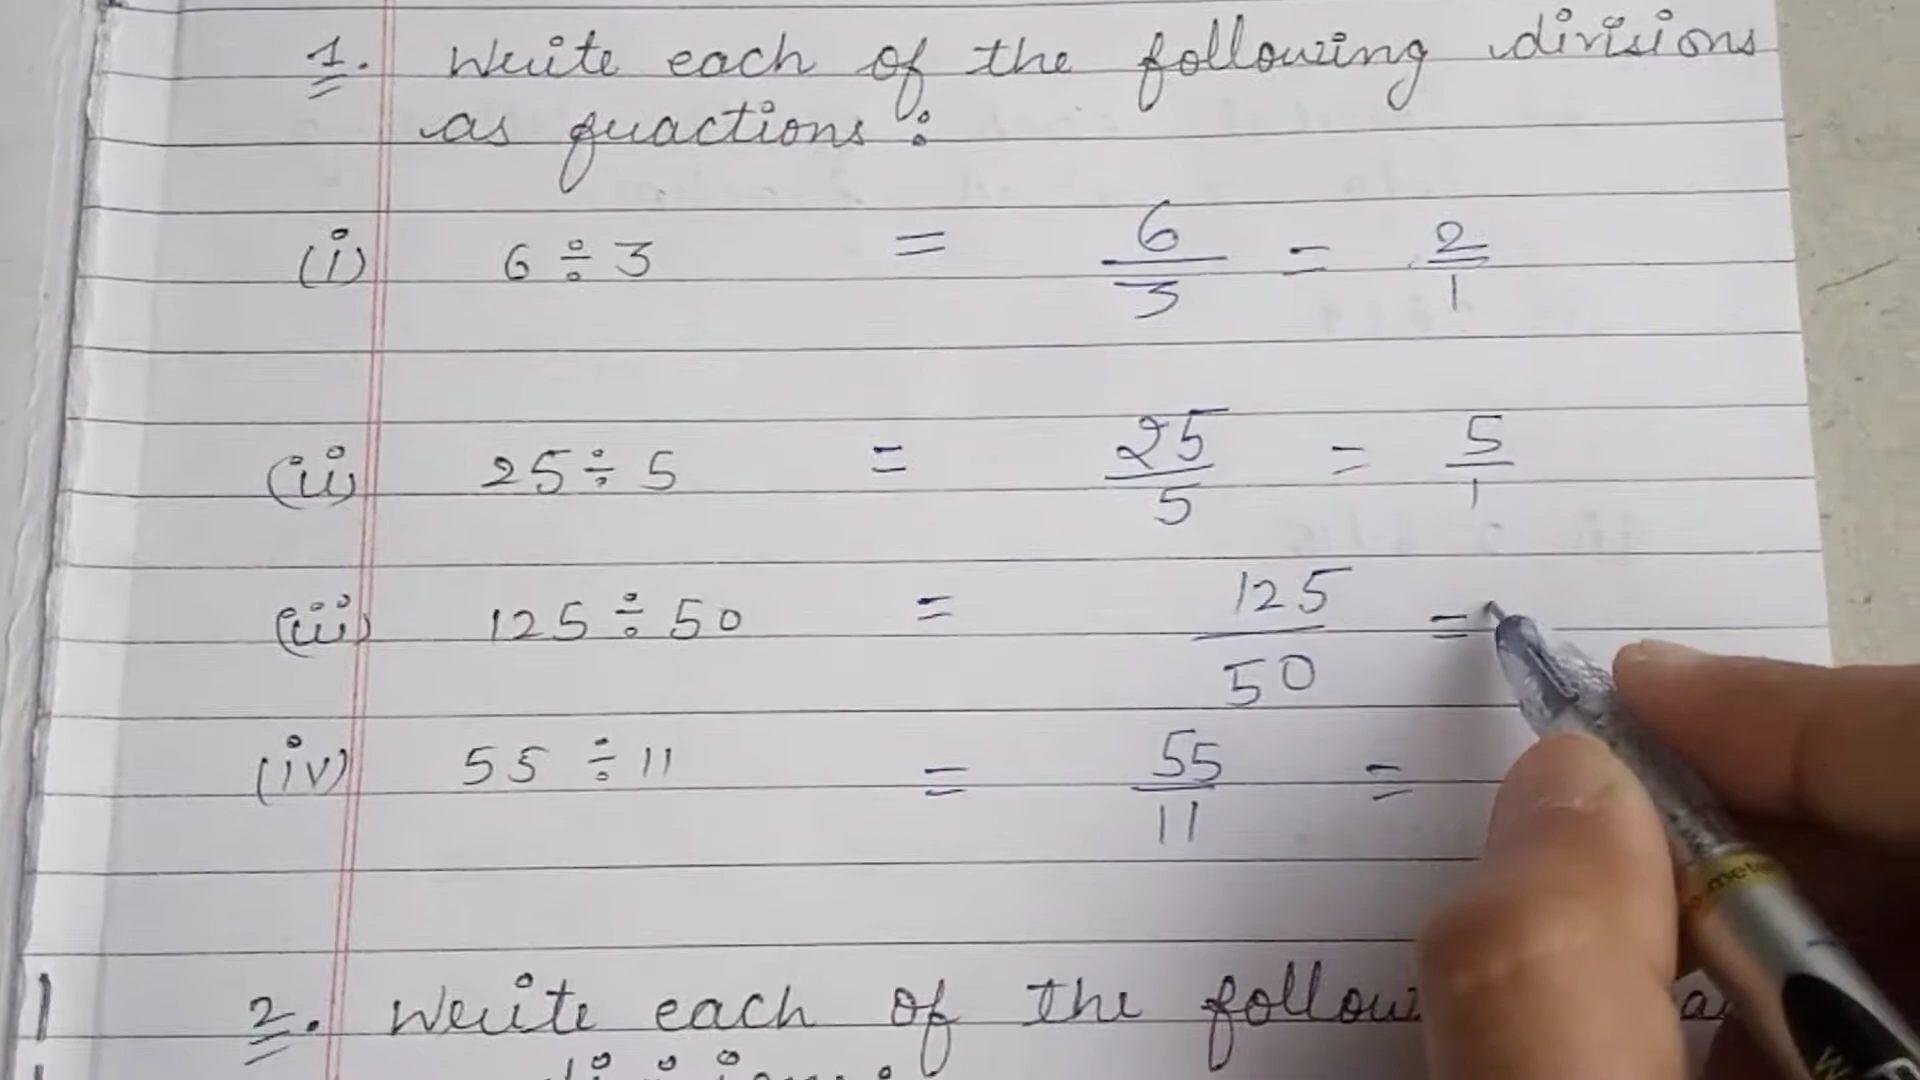 1. Write each of the following divisions
as fractions :
(i) 6 ÷ 3 = 6/3 = 2/1
(ii) 25 ÷ 5 = 25/5 = 5/1
(iii) 125 ÷ 50 = 125/50 =
(iv) 55 ÷ 11 = 55/11 =
2. Write each of the